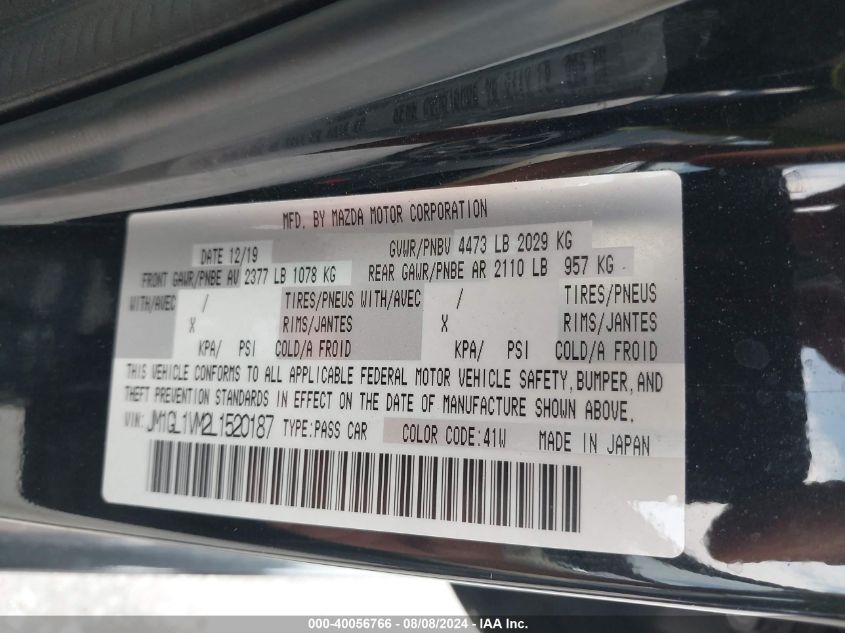 MFD. BY MAZDA MOTOR CORPORATION
DATE 12/19 GVWR/PNBV 4473 LB 2029 KG
FRONT GAWR/PNBE AV 2377 LB 1078 KG REAR GAWR/PNBE AR 2110 LB 957 KG
WITH/AVEC / TIRES/PNEUS WITH/AVEC / TIRES/PNEUS
X RIMS/JANTES X RIMS/JANTES
KPA/ PSI COLD/A FROID KPA/ PSI COLD/A FROID
THIS VEHICLE CONFORMS TO ALL APPLICABLE FEDERAL MOTOR VEHICLE SAFETY, BUMPER, AND
THEFT PREVENTION STANDARDS IN EFFECT ON THE DATE OF MANUFACTURE SHOWN ABOVE.
VIN: JM1GL1VM2L1520187 TYPE:PASS CAR COLOR CODE:41W MADE IN JAPAN
000-40056766 - 08/08/2024 - IAA Inc.